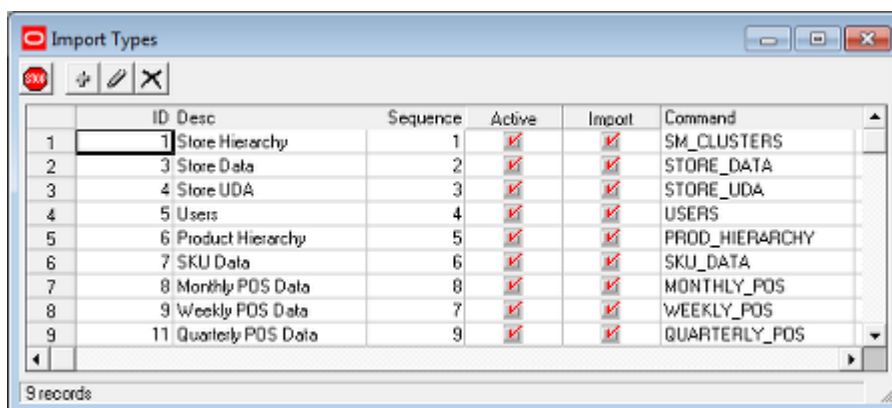 Import Types
STOP
ID Desc Sequence Active Import Command
1 1 Store Hierarchy 1 SM_CLUSTERS
2 3 Store Data 2 STORE_DATA
3 4 Store UDA 3 STORE_UDA
4 5 Users 4 USERS
5 6 Product Hierarchy 5 PROD_HIERARCHY
6 7 SKU Data 6 SKU_DATA
7 8 Monthly POS Data 8 MONTHLY_POS
8 9 Weekly POS Data 7 WEEKLY_POS
9 11 Quarterly POS Data 9 QUARTERLY_POS
9 records